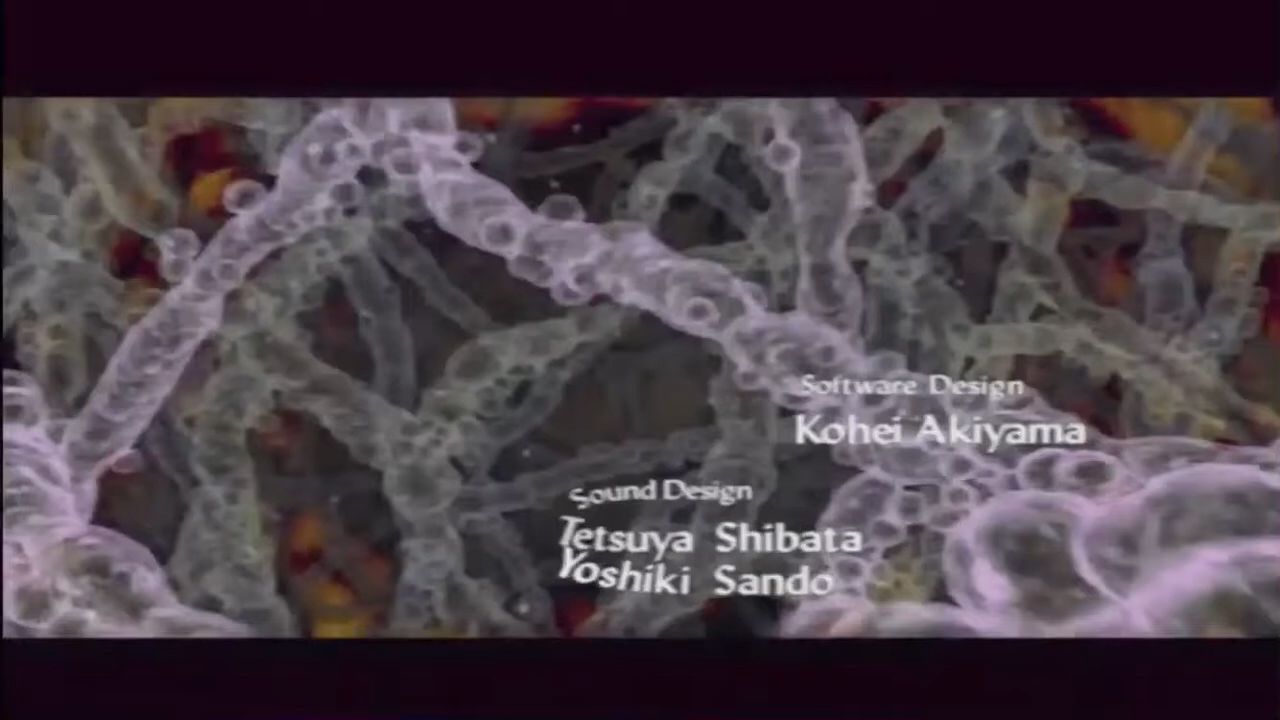 Software Design
Kohei Akiyama
Sound Design
Tetsuya Shibata
Yoshiki Sando